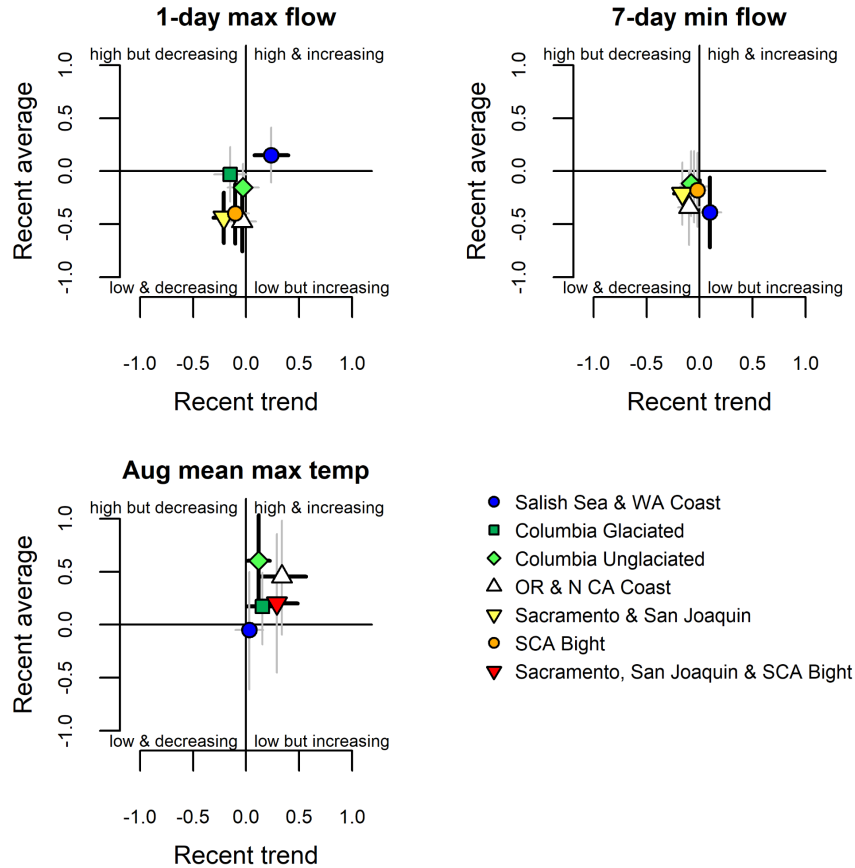 1-day max flow
high but decreasing
high & increasing
Recent average
1.0
0.5
0.0
-0.5
-1.0
low & decreasing
low but increasing
-1.0 -0.5 0.0 0.5 1.0
Recent trend
7-day min flow
high but decreasing
high & increasing
Recent average
1.0
0.5
0.0
-0.5
-1.0
low & decreasing
low but increasing
-1.0 -0.5 0.0 0.5 1.0
Recent trend
Aug mean max temp
high but decreasing
high & increasing
Recent average
1.0
0.5
0.0
-0.5
-1.0
low & decreasing
low but increasing
-1.0 -0.5 0.0 0.5 1.0
Recent trend
Salish Sea & WA Coast
Columbia Glaciated
Columbia Unglaciated
OR & N CA Coast
Sacramento & San Joaquin
SCA Bight
Sacramento, San Joaquin & SCA Bight